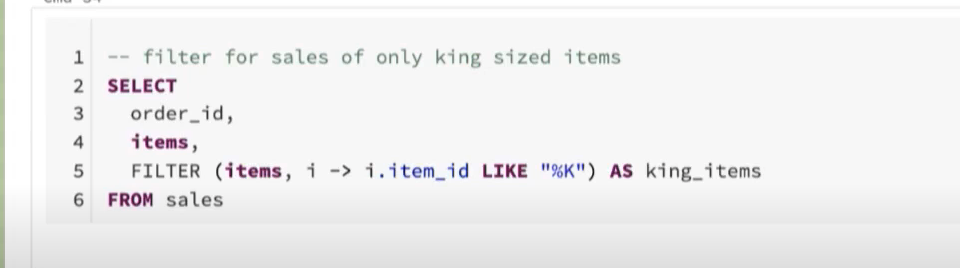 1 -- filter for sales of only king sized items
2 SELECT
3 order_id,
4 items,
5 FILTER (items, i -> i.item_id LIKE "%K") AS king_items
6 FROM sales